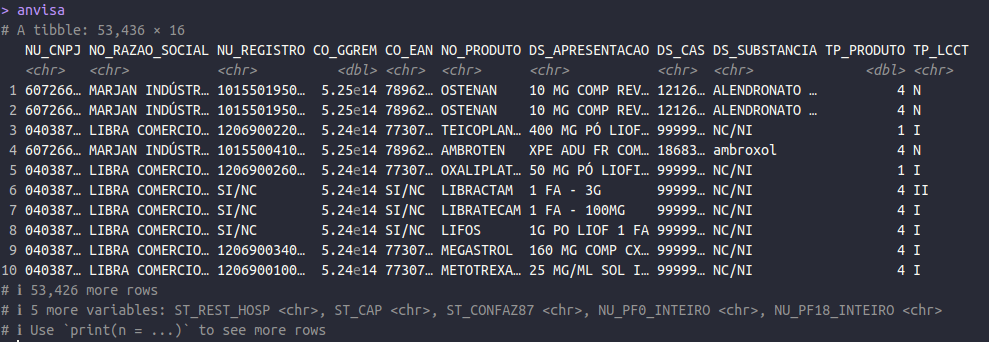 > anvisa
# A tibble: 53,436 × 16
   NU_CNPJ NO_RAZAO_SOCIAL NU_REGISTRO CO_GGREM CO_EAN NO_PRODUTO DS_APRESENTACAO DS_CAS DS_SUBSTANCIA TP_PRODUTO TP_LCCT
   <chr>   <chr>           <chr>          <dbl> <chr>  <chr>      <chr>           <chr>  <chr>              <dbl> <chr>
 1 607266… MARJAN INDÚSTR… 1015501950…  5.25e14 78962… OSTENAN    10 MG COMP REV… 12126… ALENDRONATO …          4 N
 2 607266… MARJAN INDÚSTR… 1015501950…  5.25e14 78962… OSTENAN    10 MG COMP REV… 12126… ALENDRONATO …          4 N
 3 040387… LIBRA COMERCIO… 1206900220…  5.24e14 77307… TEICOPLAN… 400 MG PÓ LIOF… 99999… NC/NI                  1 I
 4 607266… MARJAN INDÚSTR… 1015500410…  5.25e14 78962… AMBROTEN   XPE ADU FR COM… 18683… ambroxol               4 N
 5 040387… LIBRA COMERCIO… 1206900260…  5.24e14 77307… OXALIPLAT… 50 MG PÓ LIOFI… 99999… NC/NI                  1 I
 6 040387… LIBRA COMERCIO… SI/NC        5.24e14 SI/NC  LIBRACTAM  1 FA - 3G       99999… NC/NI                  4 II
 7 040387… LIBRA COMERCIO… SI/NC        5.24e14 SI/NC  LIBRATECAM 1 FA - 100MG    99999… NC/NI                  4 I
 8 040387… LIBRA COMERCIO… SI/NC        5.24e14 SI/NC  LIFOS      1G PO LIOF 1 FA 99999… NC/NI                  4 I
 9 040387… LIBRA COMERCIO… 1206900340…  5.24e14 77307… MEGASTROL  160 MG COMP CX… 99999… NC/NI                  4 I
10 040387… LIBRA COMERCIO… 1206900100…  5.24e14 77307… METOTREXA… 25 MG/ML SOL I… 99999… NC/NI                  4 I
# ℹ 53,426 more rows
# ℹ 5 more variables: ST_REST_HOSP <chr>, ST_CAP <chr>, ST_CONFAZ87 <chr>, NU_PF0_INTEIRO <chr>, NU_PF18_INTEIRO <chr>
# ℹ Use `print(n = ...)` to see more rows